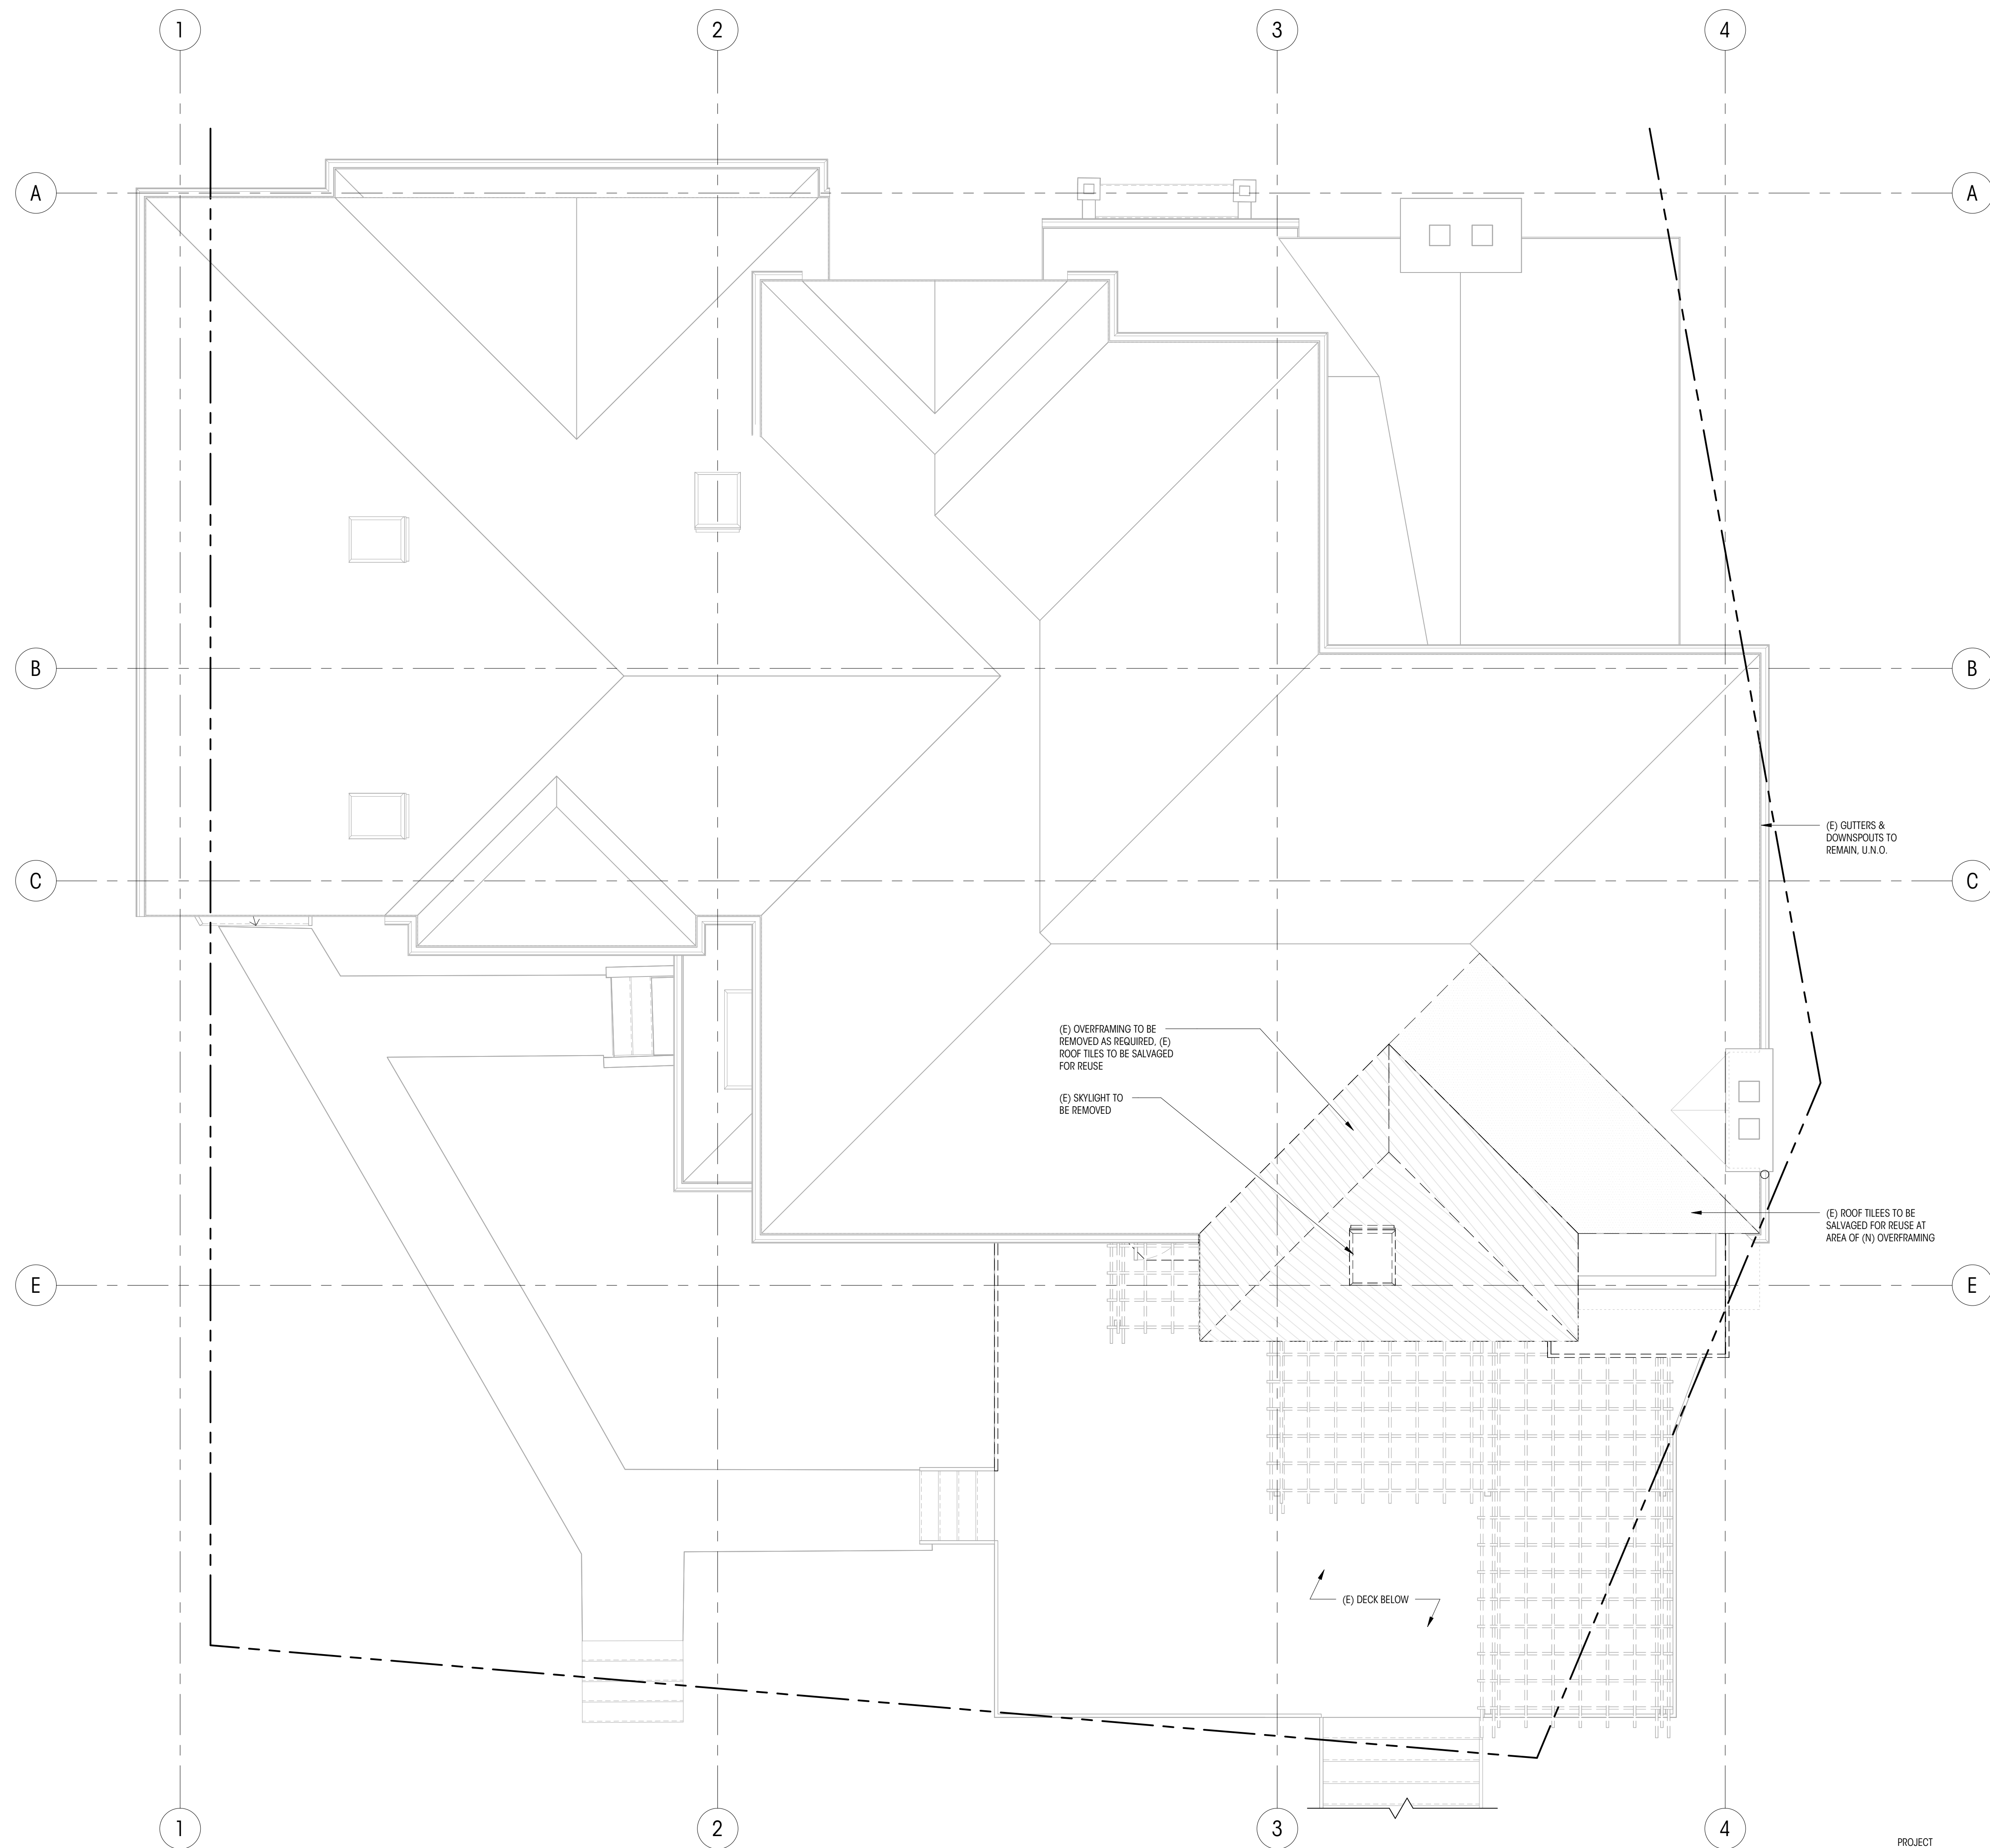 1
2
3
4
A
A
B
B
(E) GUTTERS &
DOWNSPOUTS TO
REMAIN, U.N.O.
C
C
(E) OVERFRAMING TO BE
REMOVED AS REQUIRED, (E)
ROOF TILES TO BE SALVAGED
FOR REUSE
(E) SKYLIGHT TO
BE REMOVED
(E) ROOF TILEES TO BE
SALVAGED FOR REUSE AT
AREA OF (N) OVERFRAMING
E
E
(E) DECK BELOW
1
2
3
4
PROJECT